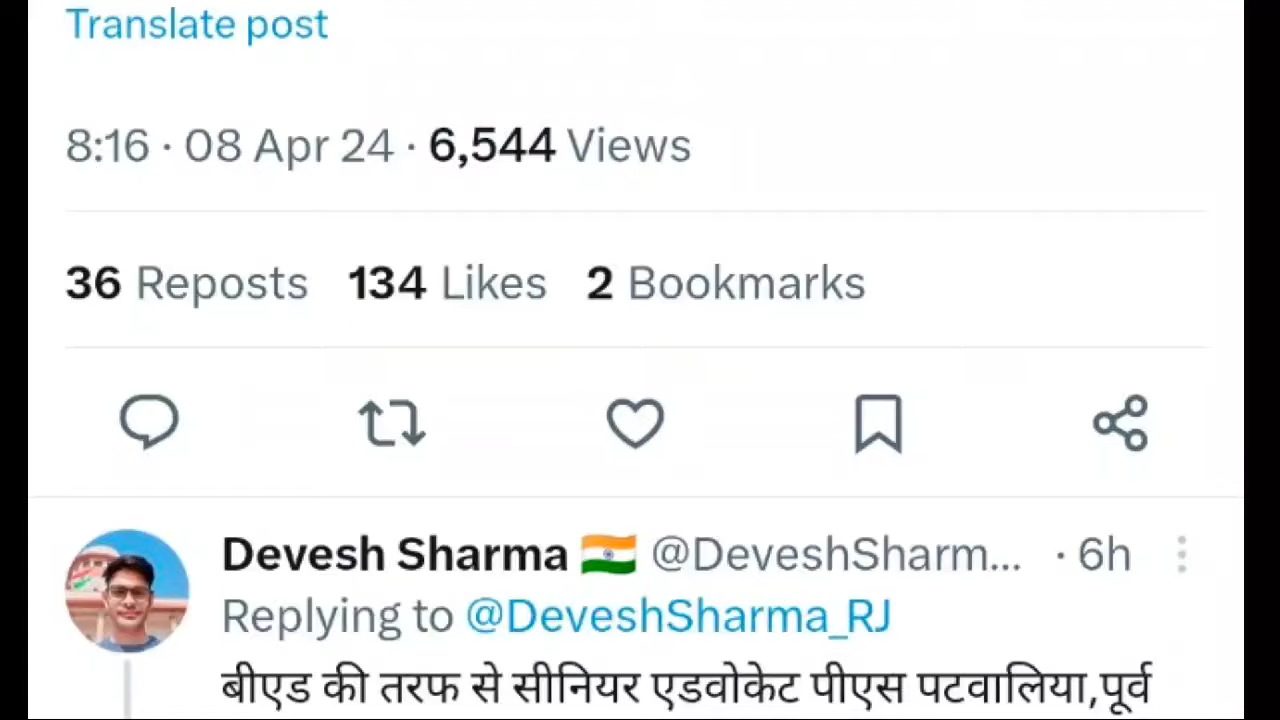 Translate post
8:16 · 08 Apr 24 · 6,544 Views
36 Reposts 134 Likes 2 Bookmarks
Devesh Sharma 🇮🇳 @DeveshSharm... · 6h
Replying to @DeveshSharma_RJ
बीएड की तरफ से सीनियर एडवोकेट पीएस पटवालिया,पूर्व